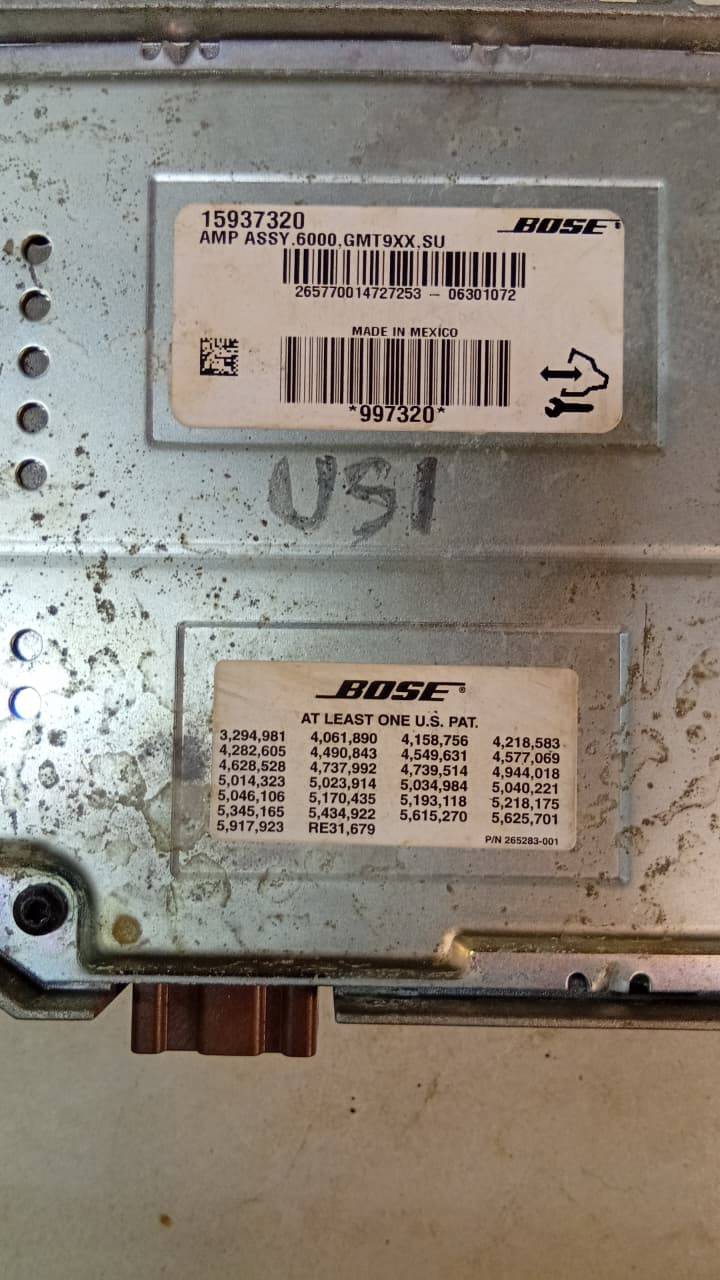 15937320
BOSE®
AMP ASSY.6000,GMT9XX.SU
265770014727253 - 06301072
MADE IN MEXICO
*997320*
US1
BOSE®
AT LEAST ONE U.S. PAT.
3,294,981 4,061,890 4,158,756 4,218,583
4,282,605 4,490,843 4,549,631 4,577,069
4,628,528 4,737,992 4,739,514 4,944,018
5,014,323 5,023,914 5,034,984 5,040,221
5,046,106 5,170,435 5,193,118 5,218,175
5,345,165 5,434,922 5,615,270 5,625,701
5,917,923 RE31,679
P/N 265283-001